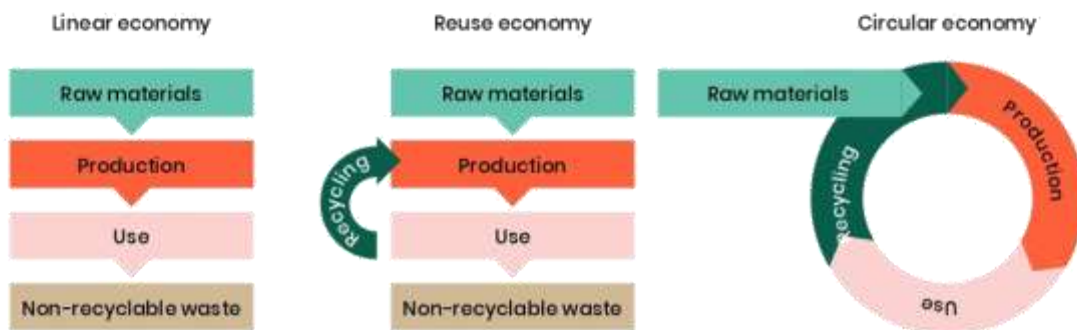 Linear economy
Raw materials
Production
Use
Non-recyclable waste
Reuse economy
Raw materials
Production
Recycling
Use
Non-recyclable waste
Circular economy
Raw materials
Production
Use
Recycling